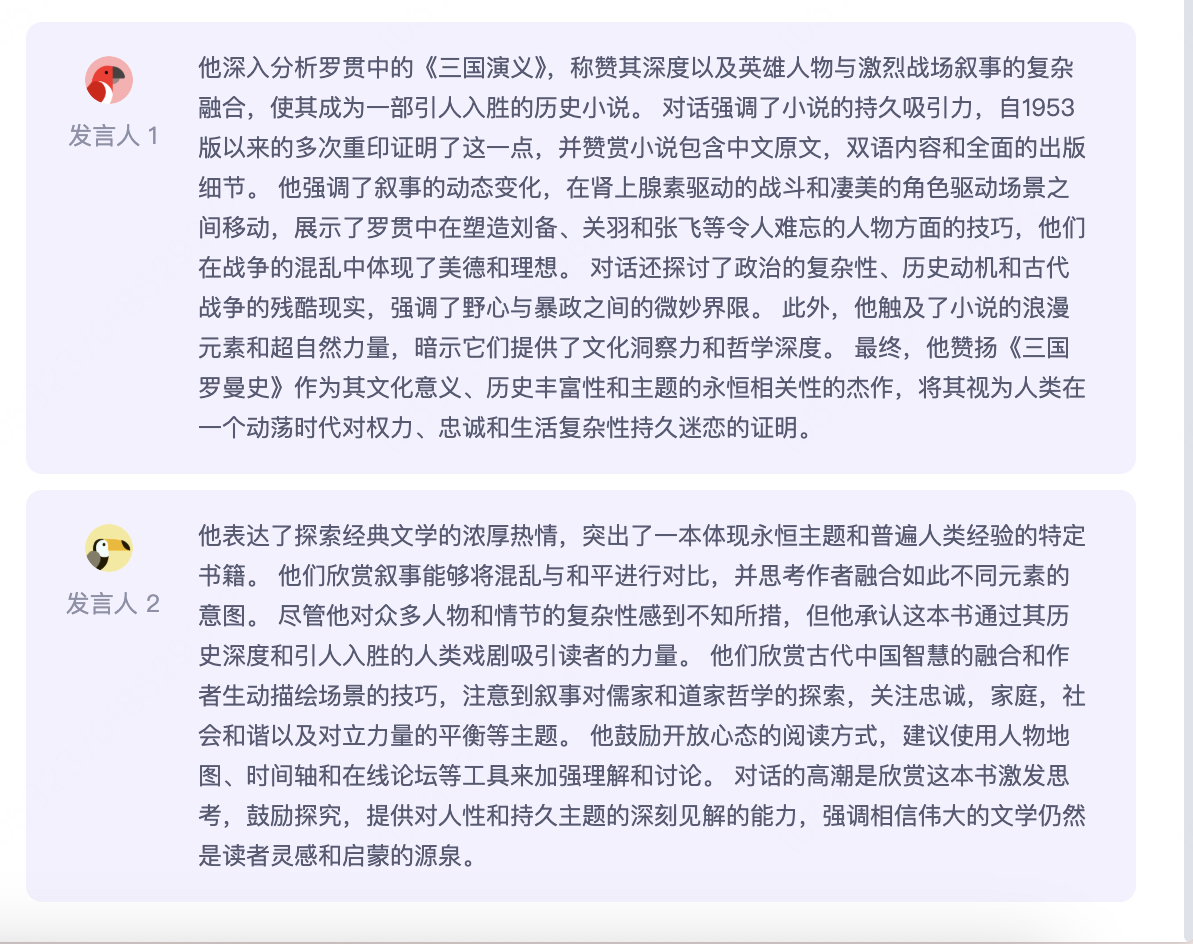 发言人 1
他深入分析罗贯中的《三国演义》，称赞其深度以及英雄人物与激烈战场叙事的复杂
融合，使其成为一部引人入胜的历史小说。 对话强调了小说的持久吸引力，自1953
版以来的多次重印证明了这一点，并赞赏小说包含中文原文，双语内容和全面的出版
细节。 他强调了叙事的动态变化，在肾上腺素驱动的战斗和凄美的角色驱动场景之
间移动，展示了罗贯中在塑造刘备、关羽和张飞等令人难忘的人物方面的技巧，他们
在战争的混乱中体现了美德和理想。 对话还探讨了政治的复杂性、历史动机和古代
战争的残酷现实，强调了野心与暴政之间的微妙界限。 此外，他触及了小说的浪漫
元素和超自然力量，暗示它们提供了文化洞察力和哲学深度。 最终，他赞扬《三国
罗曼史》作为其文化意义、历史丰富性和主题的永恒相关性的杰作，将其视为人类在
一个动荡时代对权力、忠诚和生活复杂性持久迷恋的证明。
发言人 2
他表达了探索经典文学的浓厚热情，突出了一本体现永恒主题和普遍人类经验的特定
书籍。 他们欣赏叙事能够将混乱与和平进行对比，并思考作者融合如此不同元素的
意图。 尽管他对众多人物和情节的复杂性感到不知所措，但他承认这本书通过其历
史深度和引人入胜的人类戏剧吸引读者的力量。 他们欣赏古代中国智慧的融合和作
者生动描绘场景的技巧，注意到叙事对儒家和道家哲学的探索，关注忠诚，家庭，社
会和谐以及对立力量的平衡等主题。 他鼓励开放心态的阅读方式，建议使用人物地
图、时间轴和在线论坛等工具来加强理解和讨论。 对话的高潮是欣赏这本书激发思
考，鼓励探究，提供对人性和持久主题的深刻见解的能力，强调相信伟大的文学仍然
是读者灵感和启蒙的源泉。